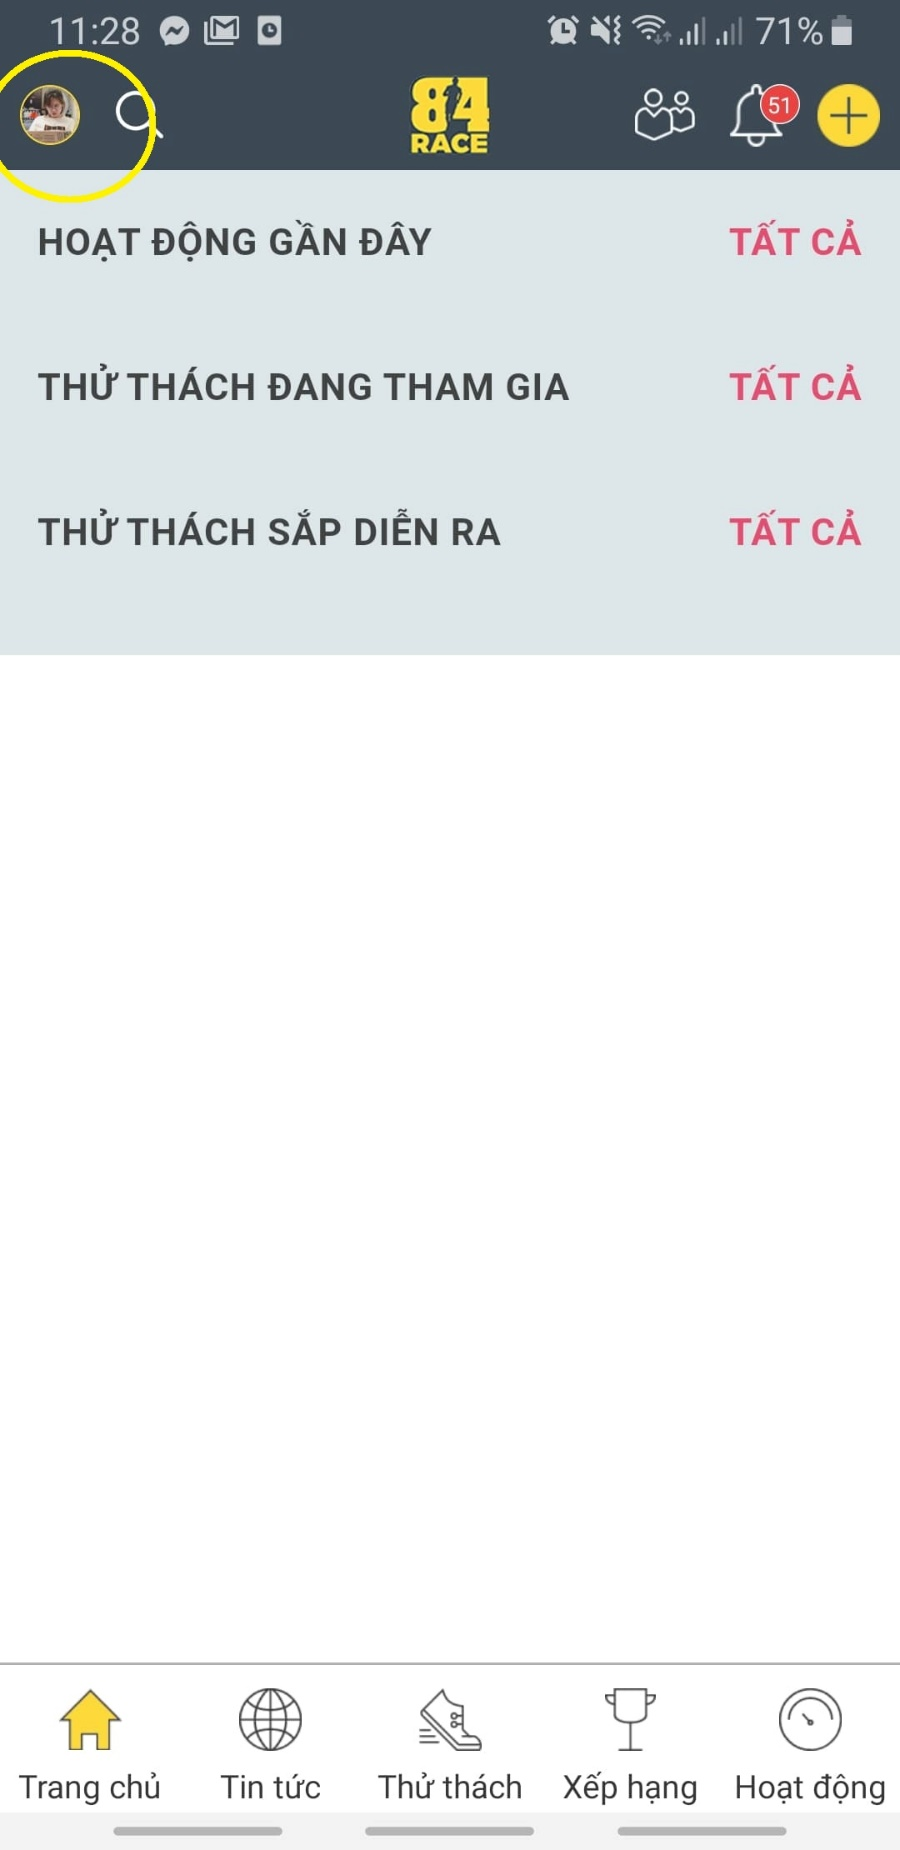 11:28 71%
84
RACE
51
HOẠT ĐỘNG GẦN ĐÂY TẤT CẢ
THỬ THÁCH ĐANG THAM GIA TẤT CẢ
THỬ THÁCH SẮP DIỄN RA TẤT CẢ
Trang chủ Tin tức Thử thách Xếp hạng Hoạt động